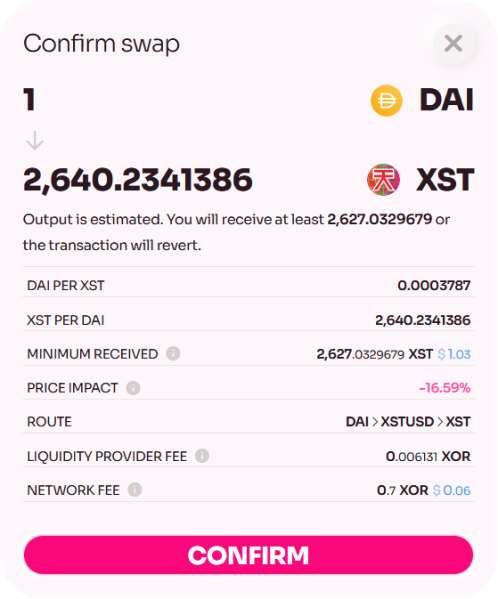 Confirm swap
1 DAI
2,640.2341386 XST
Output is estimated. You will receive at least 2,627.0329679 or
the transaction will revert.
DAI PER XST 0.0003787
XST PER DAI 2,640.2341386
MINIMUM RECEIVED 2,627.0329679 XST $ 1.03
PRICE IMPACT -16.59%
ROUTE DAI > XSTUSD > XST
LIQUIDITY PROVIDER FEE 0.006131 XOR
NETWORK FEE 0.7 XOR $ 0.06
CONFIRM